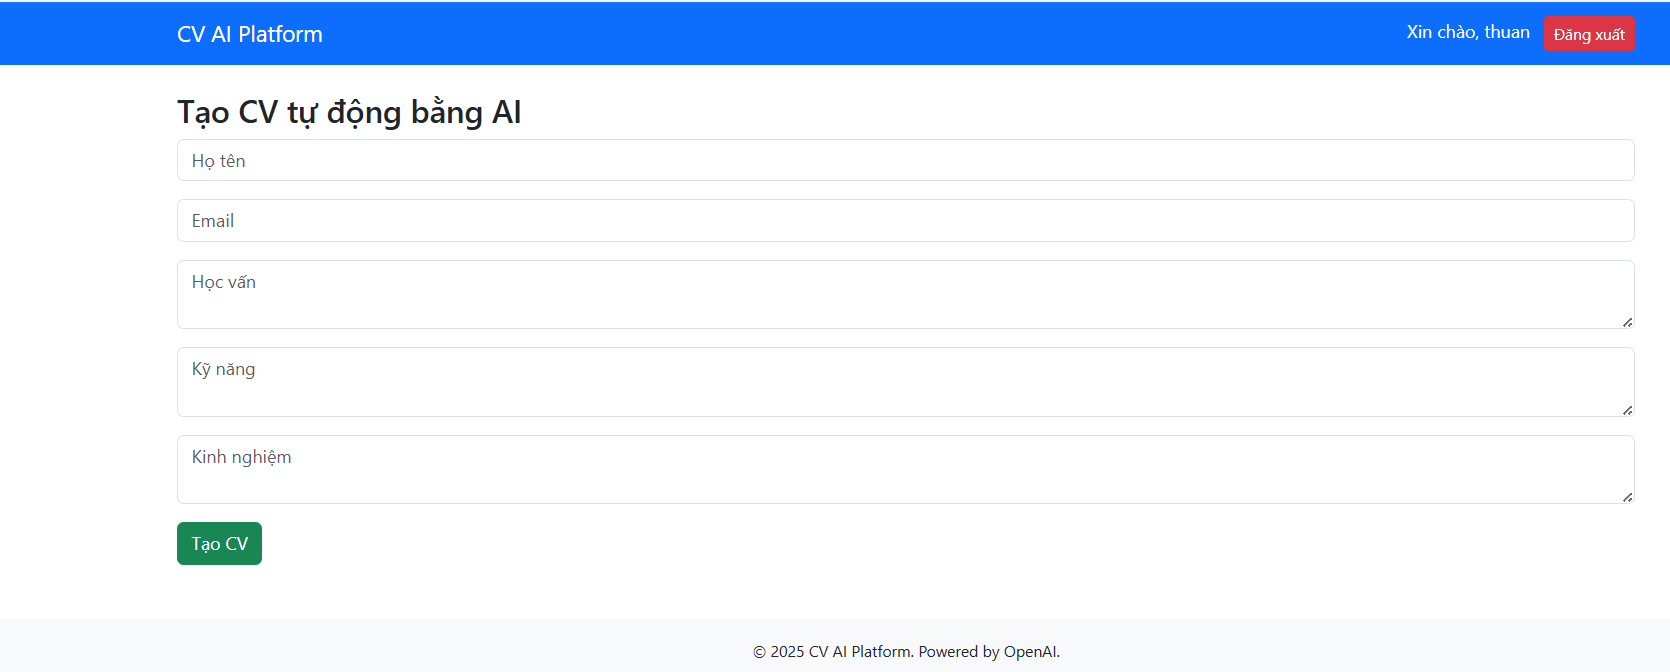 CV AI Platform
Xin chào, thuan
Đăng xuất
Tạo CV tự động bằng AI
Họ tên
Email
Học vấn
Kỹ năng
Kinh nghiệm
Tạo CV
© 2025 CV AI Platform. Powered by OpenAI.